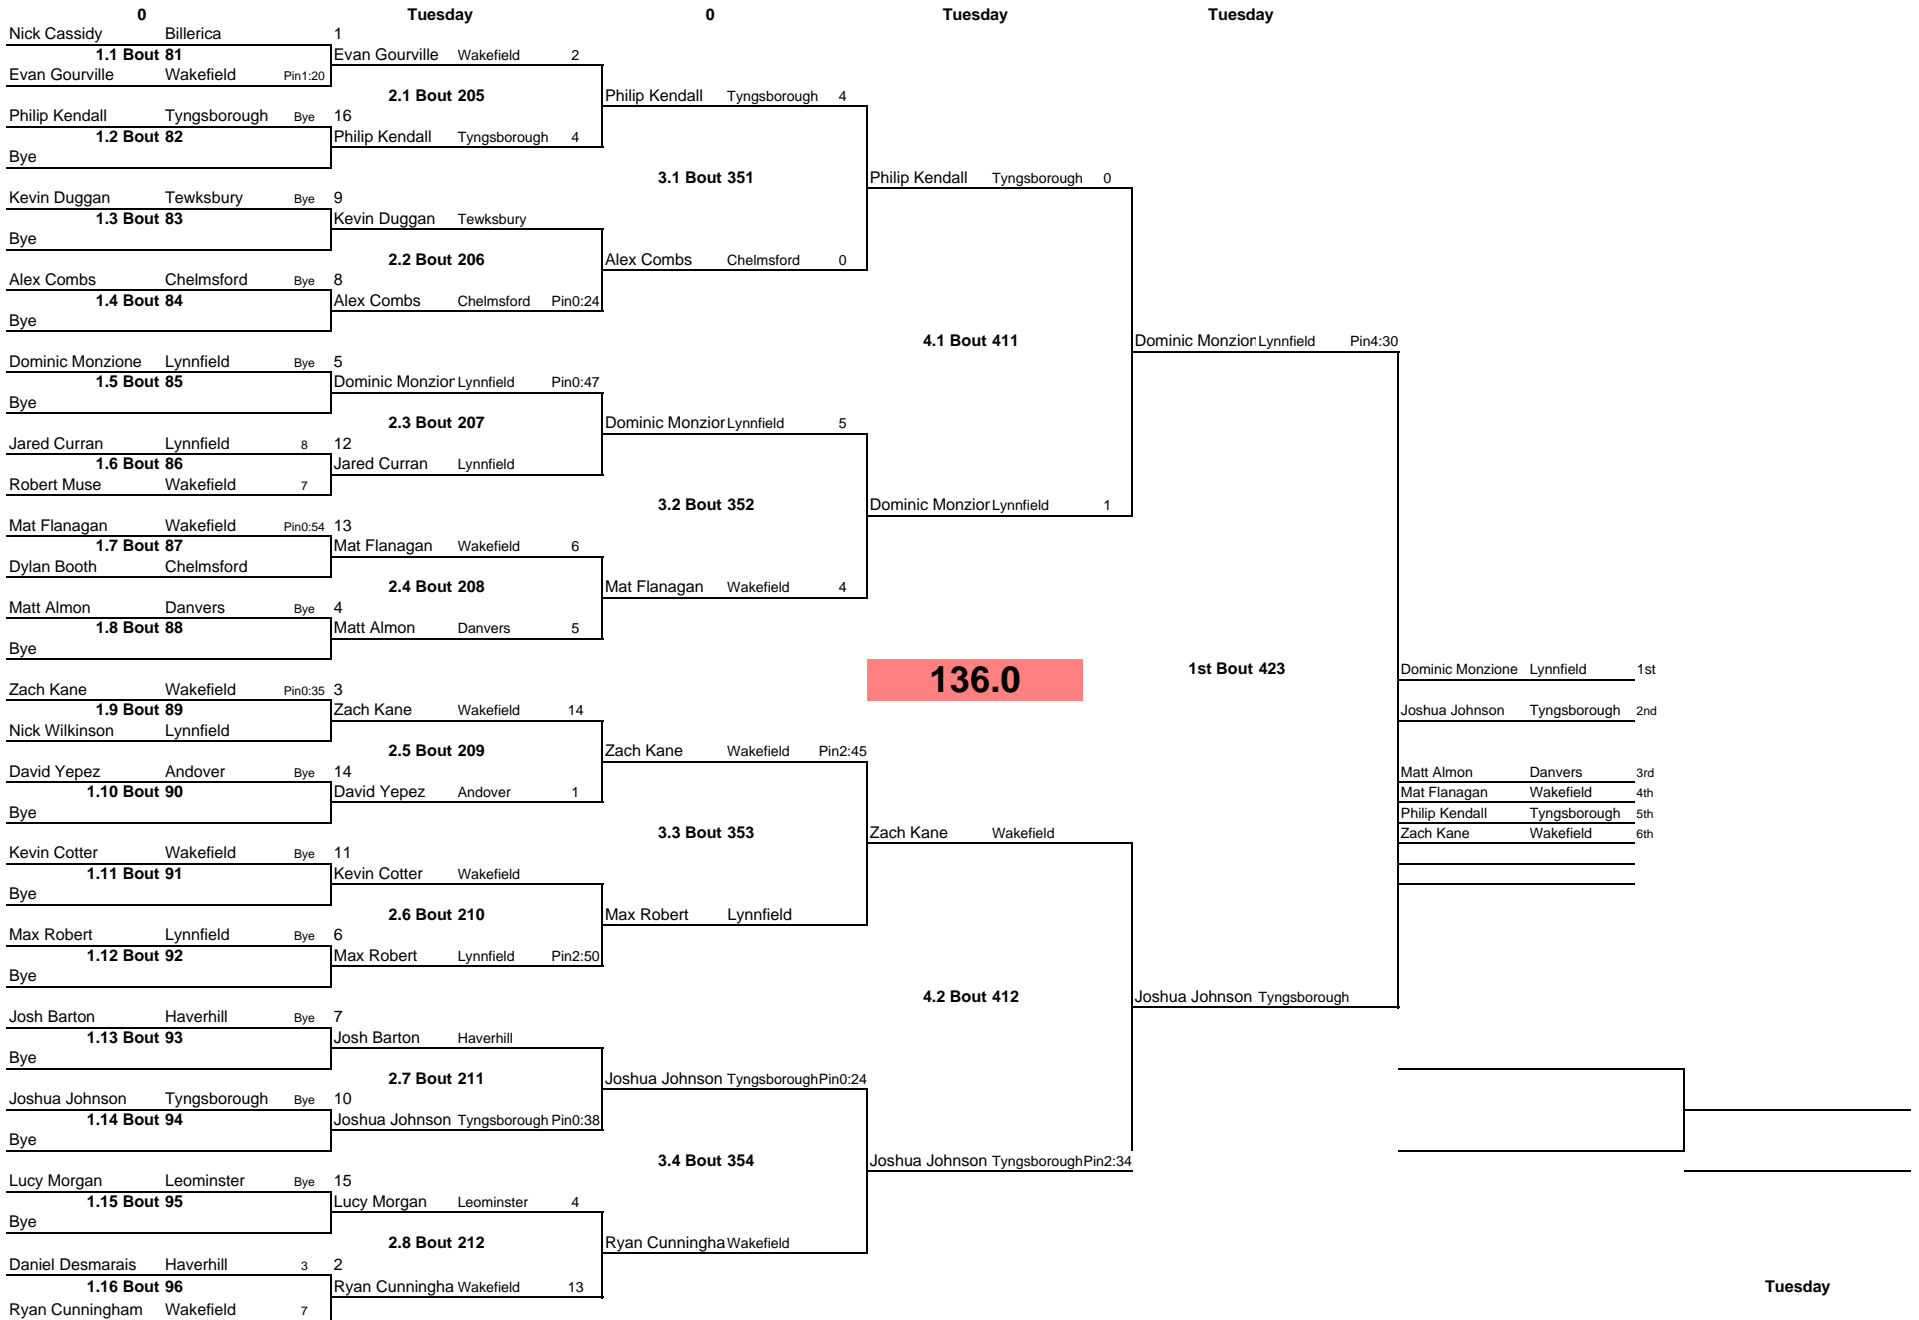 0 Tuesday 0 Tuesday Tuesday
Nick Cassidy Billerica 1
1.1 Bout 81 Evan Gourville Wakefield 2
Evan Gourville Wakefield Pin1:20
2.1 Bout 205 Philip Kendall Tyngsborough 4
Philip Kendall Tyngsborough Bye 16
1.2 Bout 82 Philip Kendall Tyngsborough 4
Bye
3.1 Bout 351 Philip Kendall Tyngsborough 0
Kevin Duggan Tewksbury Bye 9
1.3 Bout 83 Kevin Duggan Tewksbury
Bye
2.2 Bout 206 Alex Combs Chelmsford 0
Alex Combs Chelmsford Bye 8
1.4 Bout 84 Alex Combs Chelmsford Pin0:24
Bye
4.1 Bout 411 Dominic Monzior Lynnfield Pin4:30
Dominic Monzione Lynnfield Bye 5
1.5 Bout 85 Dominic Monzior Lynnfield Pin0:47
Bye
2.3 Bout 207 Dominic Monzior Lynnfield 5
Jared Curran Lynnfield 8 12
1.6 Bout 86 Jared Curran Lynnfield
Robert Muse Wakefield 7
3.2 Bout 352 Dominic Monzior Lynnfield 1
Mat Flanagan Wakefield Pin0:54 13
1.7 Bout 87 Mat Flanagan Wakefield 6
Dylan Booth Chelmsford
2.4 Bout 208 Mat Flanagan Wakefield 4
Matt Almon Danvers Bye 4
1.8 Bout 88 Matt Almon Danvers 5
Bye
136.0 1st Bout 423 Dominic Monzione Lynnfield 1st
Zach Kane Wakefield Pin0:35 3
1.9 Bout 89 Zach Kane Wakefield 14 Joshua Johnson Tyngsborough 2nd
Nick Wilkinson Lynnfield
2.5 Bout 209 Zach Kane Wakefield Pin2:45
David Yepez Andover Bye 14 Matt Almon Danvers 3rd
1.10 Bout 90 David Yepez Andover 1 Mat Flanagan Wakefield 4th
Bye Philip Kendall Tyngsborough 5th
3.3 Bout 353 Zach Kane Wakefield Zach Kane Wakefield 6th
Kevin Cotter Wakefield Bye 11
1.11 Bout 91 Kevin Cotter Wakefield
Bye
2.6 Bout 210 Max Robert Lynnfield
Max Robert Lynnfield Bye 6
1.12 Bout 92 Max Robert Lynnfield Pin2:50
Bye
4.2 Bout 412 Joshua Johnson Tyngsborough
Josh Barton Haverhill Bye 7
1.13 Bout 93 Josh Barton Haverhill
Bye
2.7 Bout 211 Joshua Johnson Tyngsborough Pin0:24
Joshua Johnson Tyngsborough Bye 10
1.14 Bout 94 Joshua Johnson Tyngsborough Pin0:38
Bye
3.4 Bout 354 Joshua Johnson Tyngsborough Pin2:34
Lucy Morgan Leominster Bye 15
1.15 Bout 95 Lucy Morgan Leominster 4
Bye
2.8 Bout 212 Ryan Cunningha Wakefield
Daniel Desmarais Haverhill 3 2
1.16 Bout 96 Ryan Cunningha Wakefield 13 Tuesday
Ryan Cunningham Wakefield 7